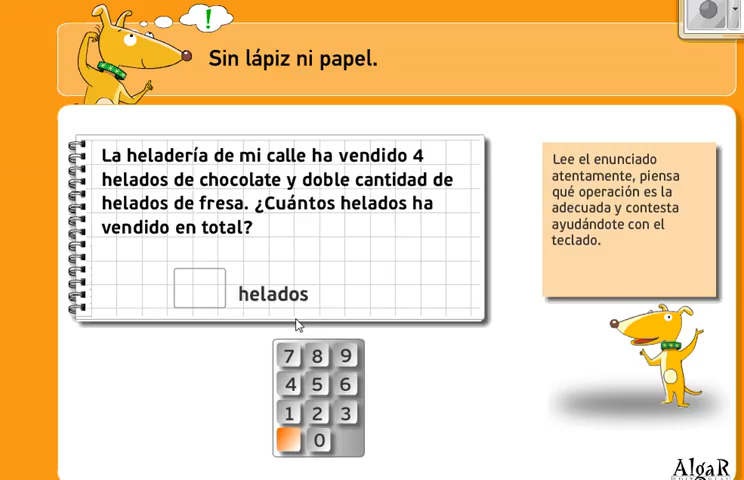 !
Sin lápiz ni papel.
La heladería de mi calle ha vendido 4
helados de chocolate y doble cantidad de
helados de fresa. ¿Cuántos helados ha
vendido en total?
helados
Lee el enunciado
atentamente, piensa
qué operación es la
adecuada y contesta
ayudándote con el
teclado.
7 8 9
4 5 6
1 2 3
0
AlgaR
EDITORIAL